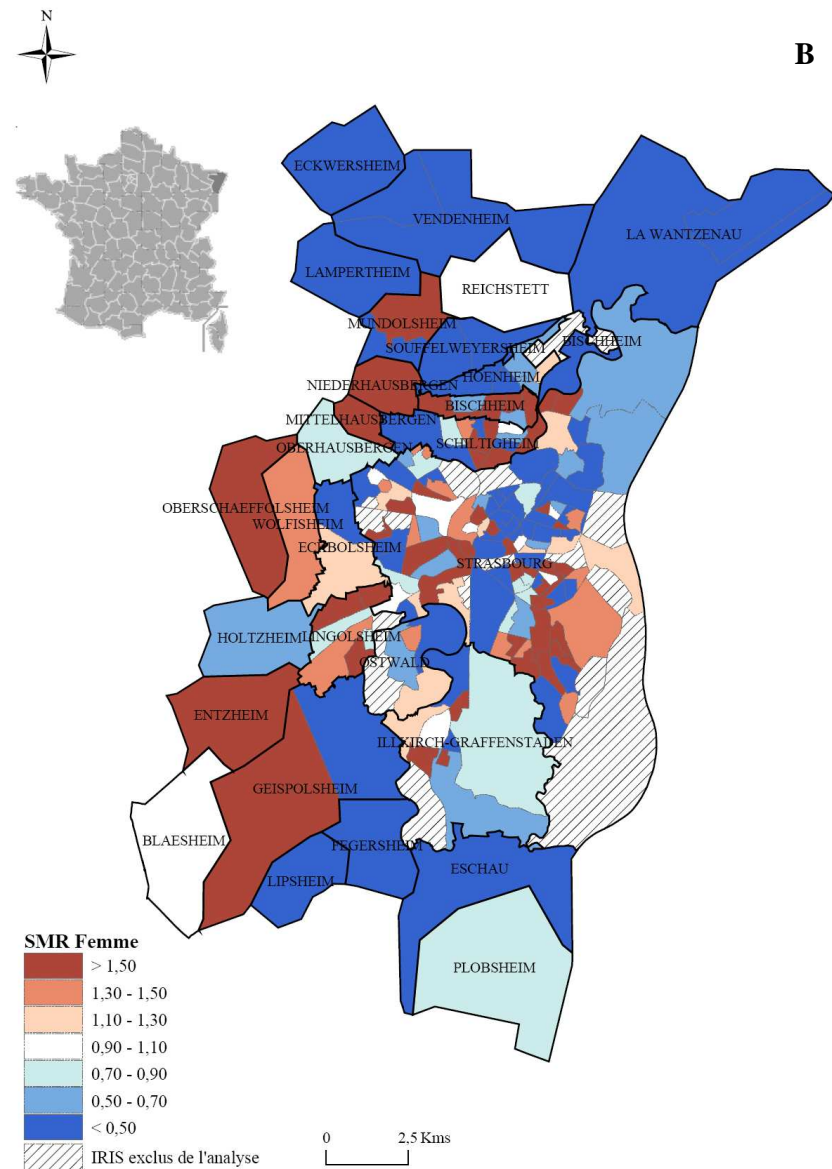 N
B
ECKWERSHEIM
VENDENHEIM
LA WANTZENAU
LAMPERTHEIM
REICHSTETT
MUNDOLSHEIM
SOUFFELWEYERSHEIM
BISCHHEIM
HOENHEIM
NIEDERHAUSBERGEN
BISCHHEIM
MITTELHAUSBERGEN
SCHILTIGHEIM
OBERHAUSBERGEN
OBERSCHAEFFOLSHEIM
WOLFISHEIM
ECKBOLSHEIM
STRASBOURG
HOLTZHEIM
LINGOLSHEIM
OSTWALD
ENTZHEIM
ILLKIRCH-GRAFFENSTADEN
GEISPOLSHEIM
BLAESHEIM
FEGERSHEIM
LIPSHEIM
ESCHAU
PLOBSHEIM
SMR Femme
> 1,50
1,30 - 1,50
1,10 - 1,30
0,90 - 1,10
0,70 - 0,90
0,50 - 0,70
< 0,50
IRIS exclus de l'analyse
0 2,5 Kms